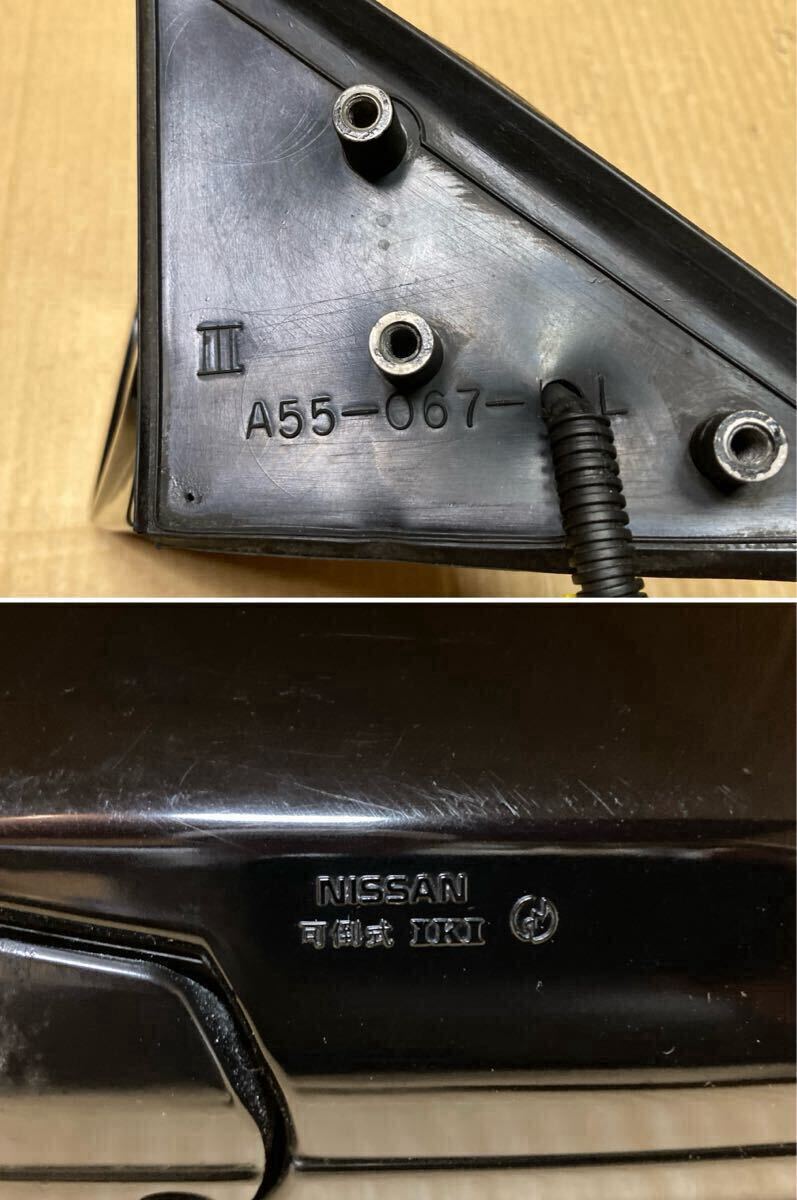 III
A55-067- L
NISSAN
可倒式 IKI